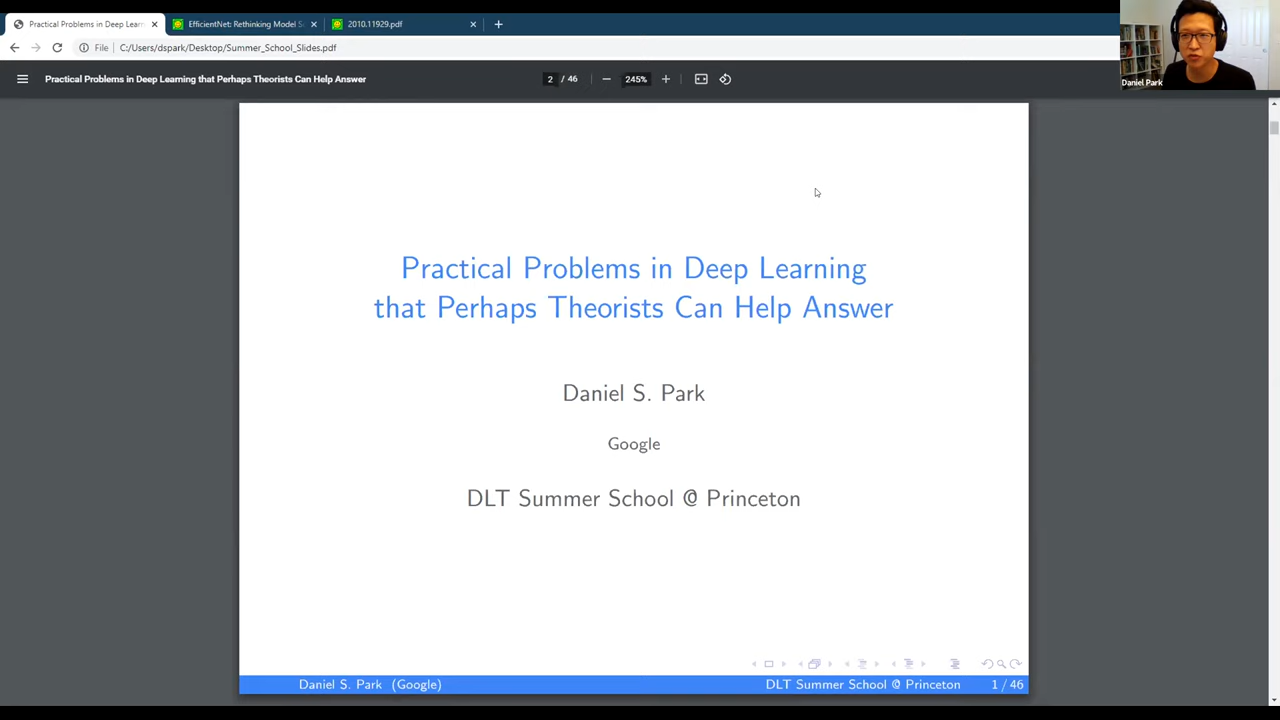 Practical Problems in Deep Learn
EfficientNet: Rethinking Model S
2010.11929.pdf
File
C:/Users/dspark/Desktop/Summer_School_Slides.pdf
Practical Problems in Deep Learning that Perhaps Theorists Can Help Answer
2 / 46
245%
Daniel Park
Practical Problems in Deep Learning
that Perhaps Theorists Can Help Answer
Daniel S. Park
Google
DLT Summer School @ Princeton
Daniel S. Park (Google)
DLT Summer School @ Princeton
1 / 46